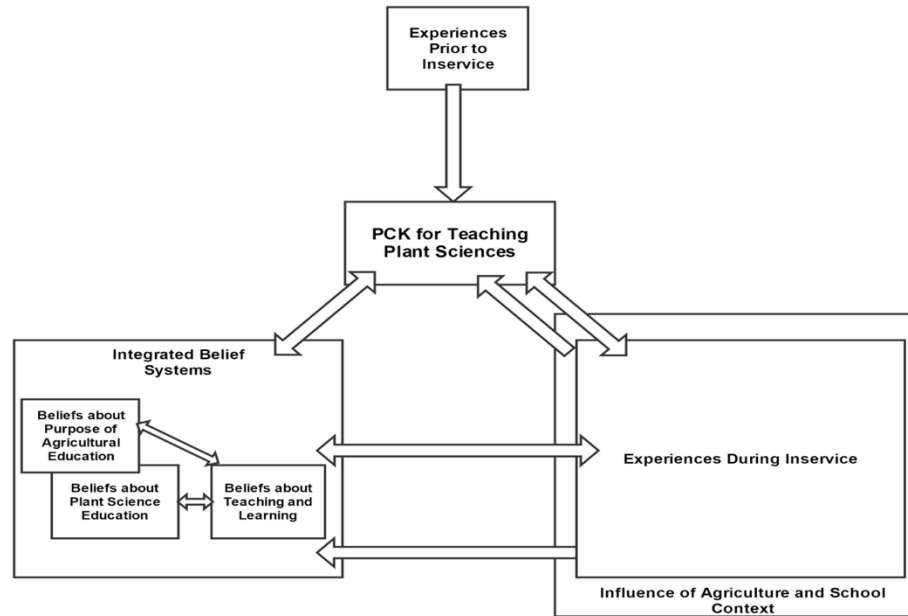 Experiences
Prior to
Inservice
PCK for Teaching
Plant Sciences
Integrated Belief
Systems
Beliefs about
Purpose of
Agricultural
Education
Beliefs about
Plant Science
Education
Beliefs about
Teaching and
Learning
Experiences During Inservice
Influence of Agriculture and School
Context